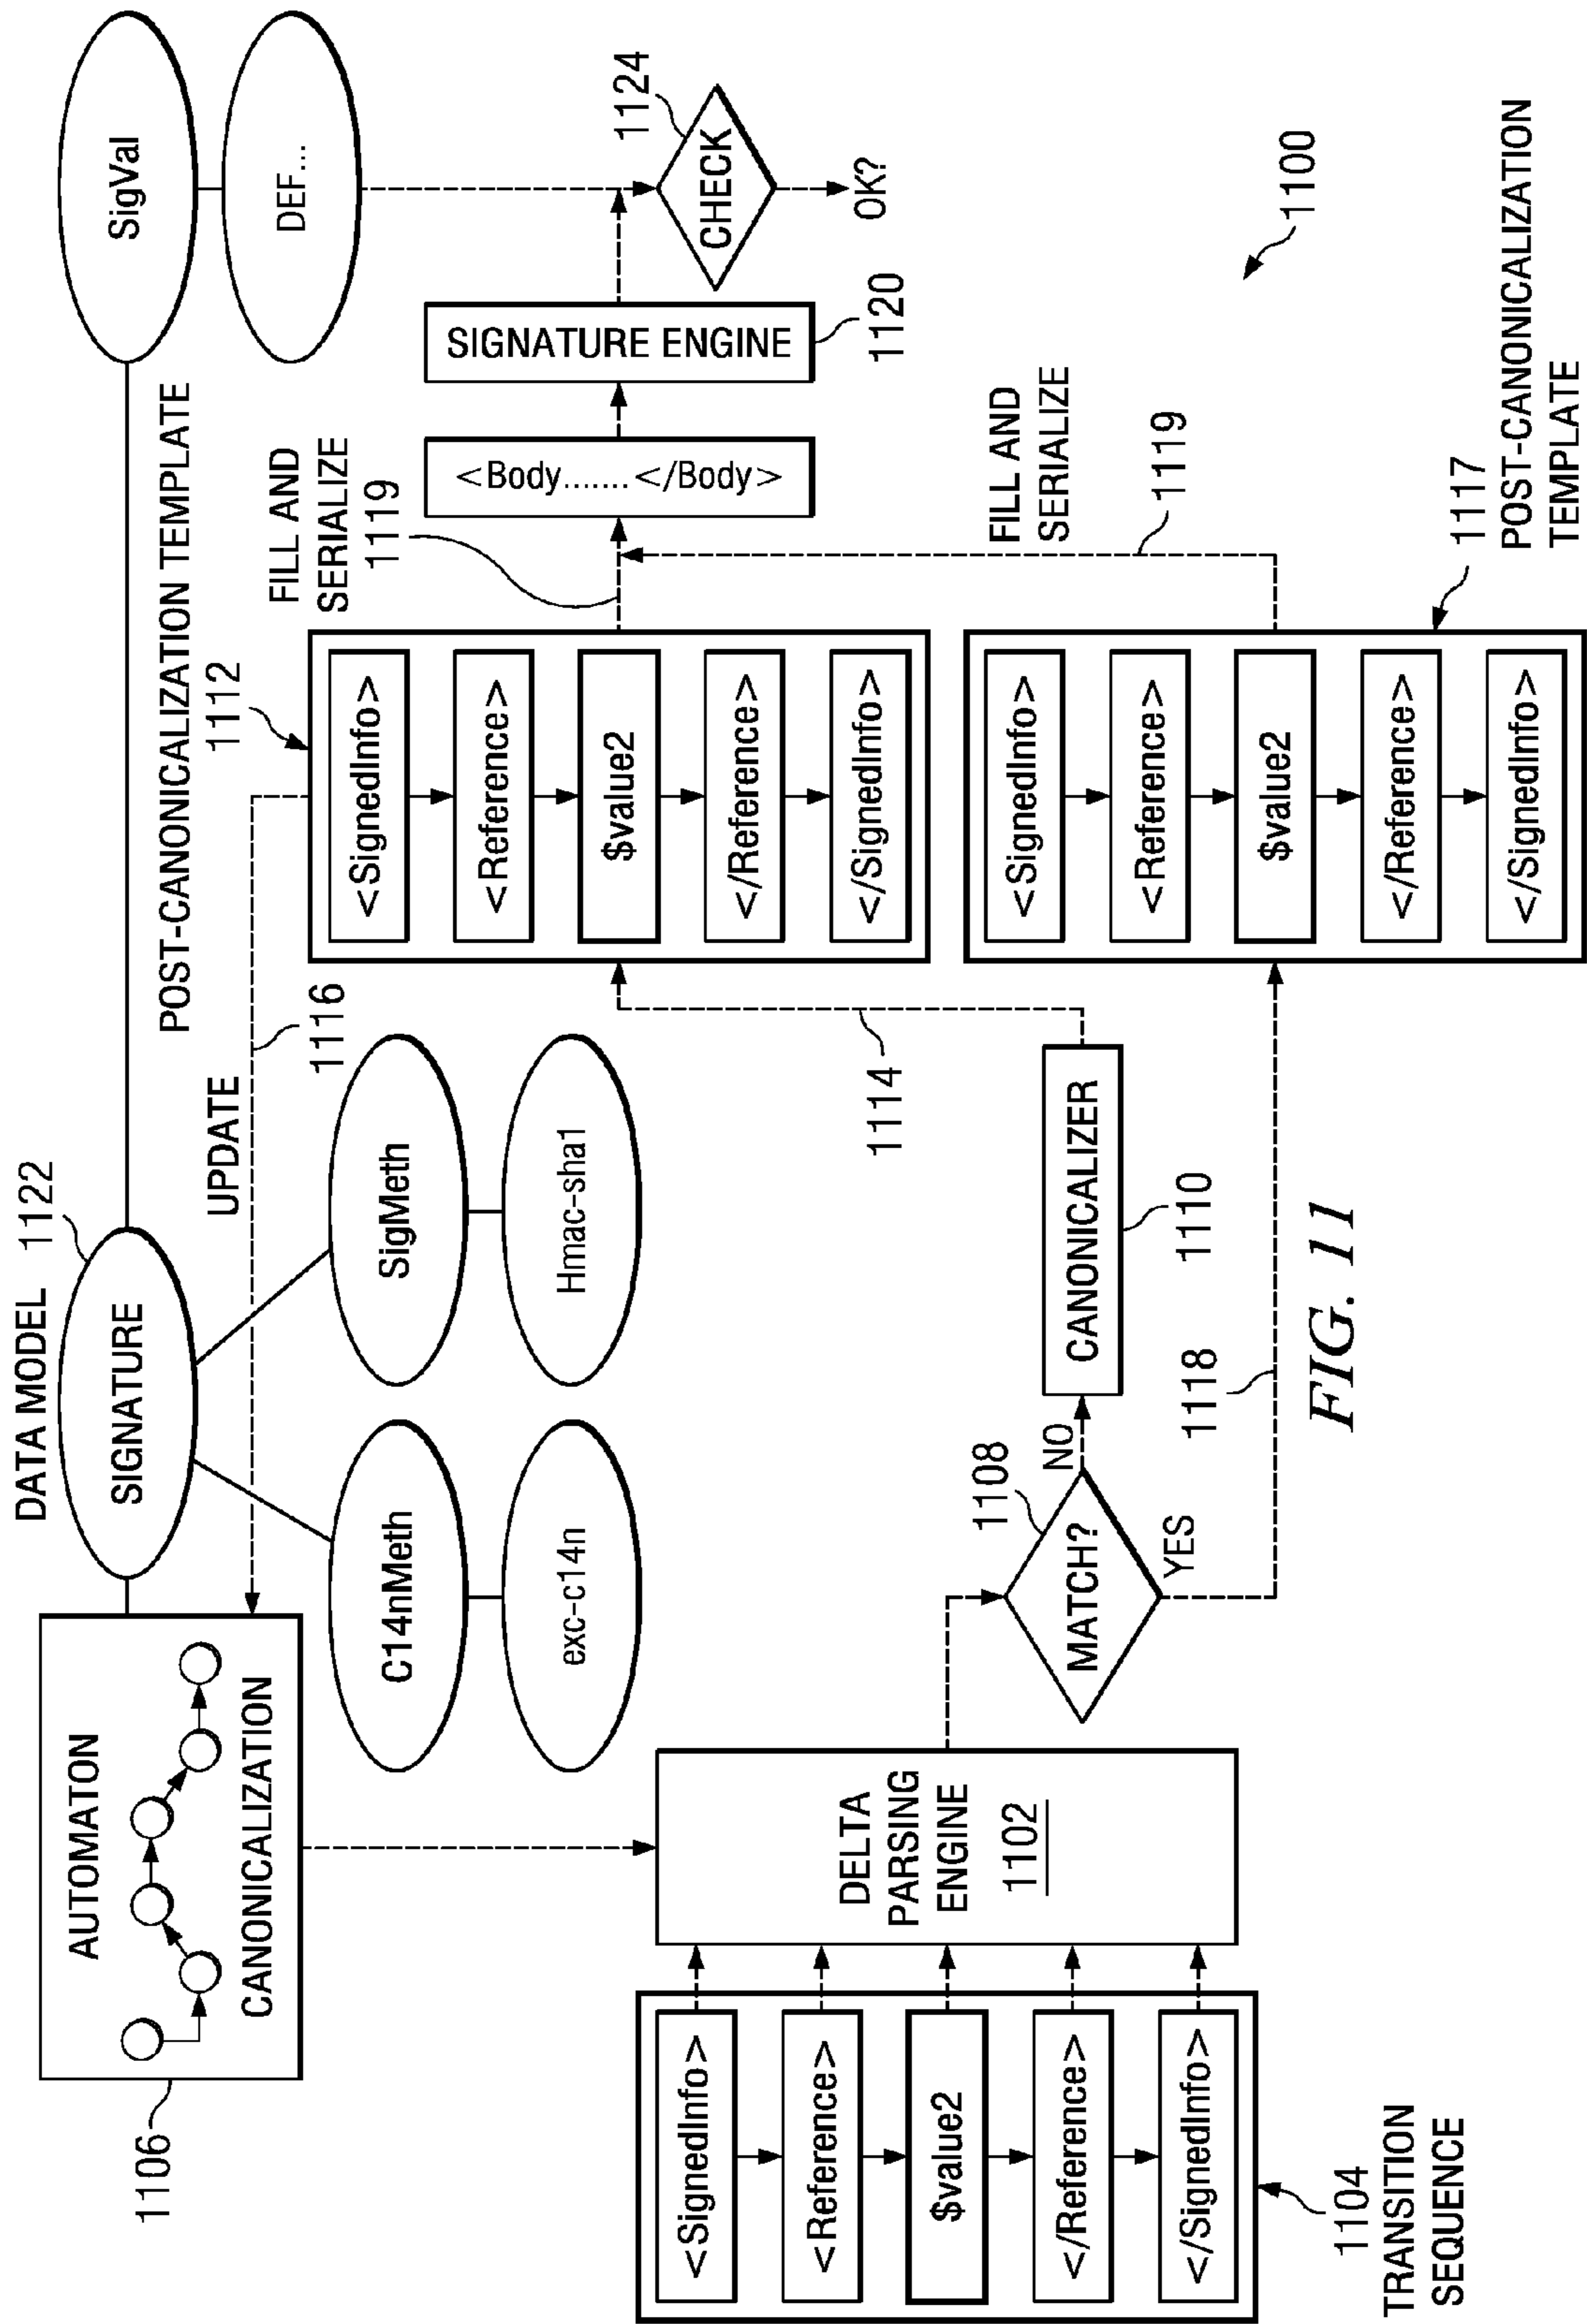 DATA MODEL 1122
SIGNATURE
SigVal
DEF...
AUTOMATON
CANONICALIZATION
1106
UPDATE
1116
POST-CANONICALIZATION TEMPLATE
1112
C14nMeth
exc-c14n
SigMeth
Hmac-sha1
<SignedInfo>
<Reference>
$value2
</Reference>
</SignedInfo>
FILL AND
SERIALIZE
1119
<Body.......</Body>
SIGNATURE ENGINE
1120
CHECK
1124
OK?
<SignedInfo>
<Reference>
$value2
</Reference>
</SignedInfo>
1104
TRANSITION
SEQUENCE
DELTA
PARSING
ENGINE
1102
MATCH?
1108
NO
YES
CANONICALIZER
1110
1114
1118
<SignedInfo>
<Reference>
$value2
</Reference>
</SignedInfo>
FILL AND
SERIALIZE
1119
1117
POST-CANONICALIZATION
TEMPLATE
1100
FIG. 11